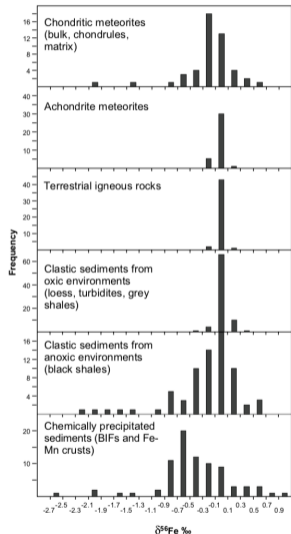 Chondritic meteorites
(bulk, chondrules,
matrix)
16
12
8
4
Achondrite meteorites
40
30
20
10
Terrestrial igneous rocks
40
30
20
10
Frequency
Clastic sediments from
oxic environments
(loess, turbidites, grey
shales)
60
40
20
Clastic sediments from
anoxic environments
(black shales)
16
12
8
4
Chemically precipitated
sediments (BIFs and Fe-
Mn crusts)
20
10
-2.7 -2.5 -2.3 -2.1 -1.9 -1.7 -1.5 -1.3 -1.1 -0.9 -0.7 -0.5 -0.3 -0.1 0.1 0.3 0.5 0.7 0.9
δ⁵⁶Fe ‰